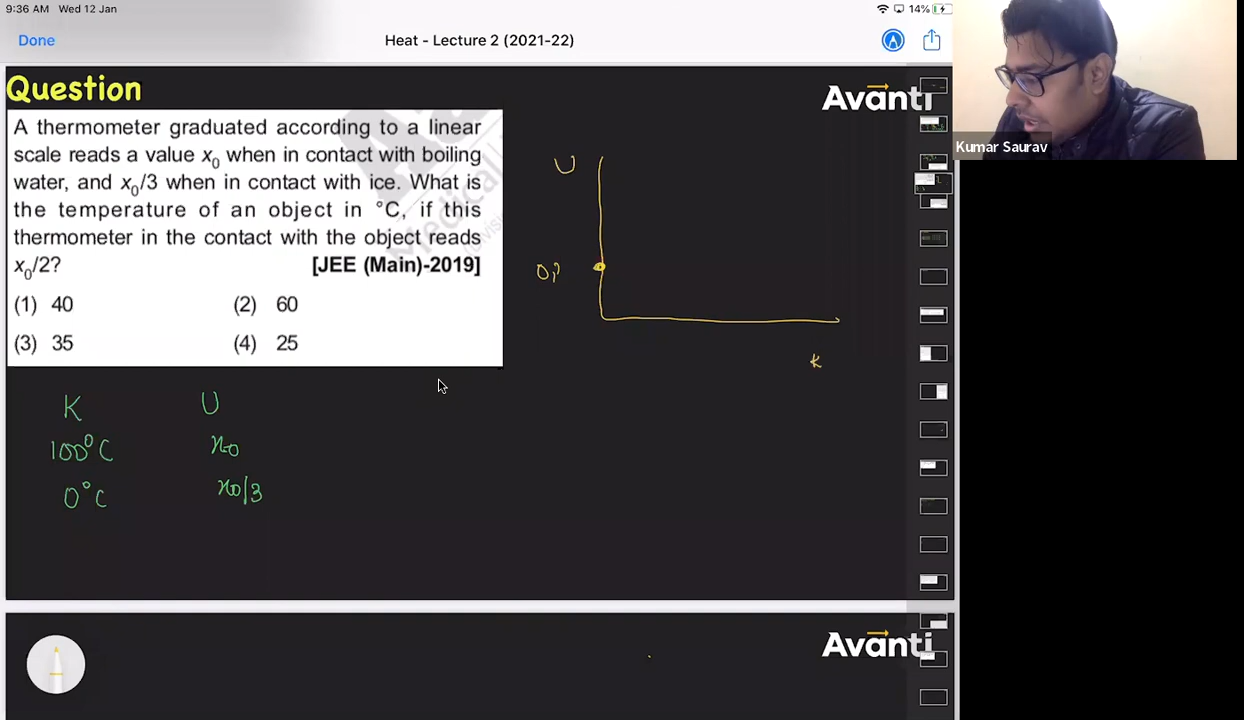 9:36 AM Wed 12 Jan
14%
Done
Heat - Lecture 2 (2021-22)
Question
Avanti
A thermometer graduated according to a linear
scale reads a value x₀ when in contact with boiling
water, and x₀/3 when in contact with ice. What is
the temperature of an object in °C, if this
thermometer in the contact with the object reads
x₀/2? [JEE (Main)-2019]
(1) 40 (2) 60
(3) 35 (4) 25
U
K
K U
100°C x₀
0°C x₀/3
Kumar Saurav
Avanti